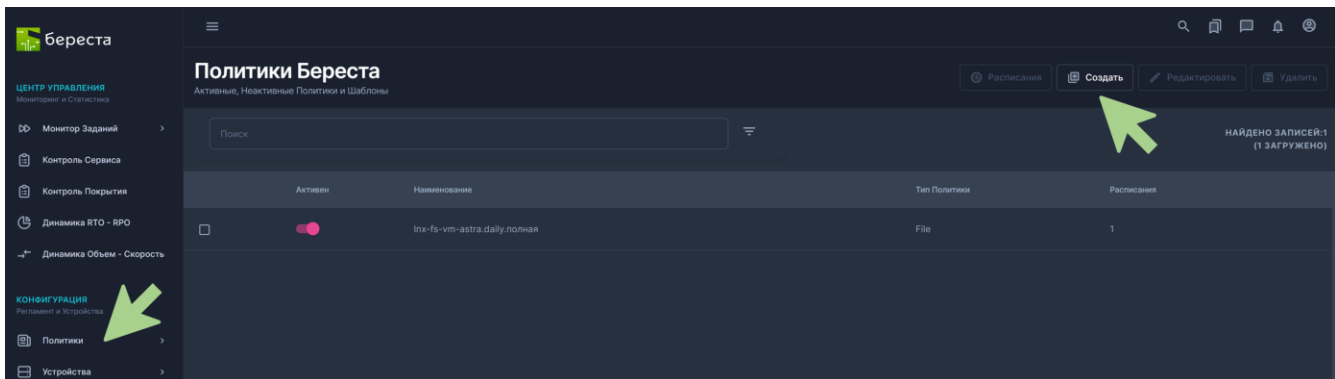 береста
ЦЕНТР УПРАВЛЕНИЯ
Мониторинг и Статистика
Монитор Заданий
Контроль Сервиса
Контроль Покрытия
Динамика RTO - RPO
Динамика Объем - Скорость
КОНФИГУРАЦИЯ
Регламент и Устройства
Политики
Устройства
Политики Береста
Активные, Неактивные Политики и Шаблоны
Расписания
Создать
Редактировать
Удалить
Поиск
НАЙДЕНО ЗАПИСЕЙ:1
(1 ЗАГРУЖЕНО)
Активен Наименование Тип Политики Расписания
lnx-fs-vm-astra.daily.полная File 1